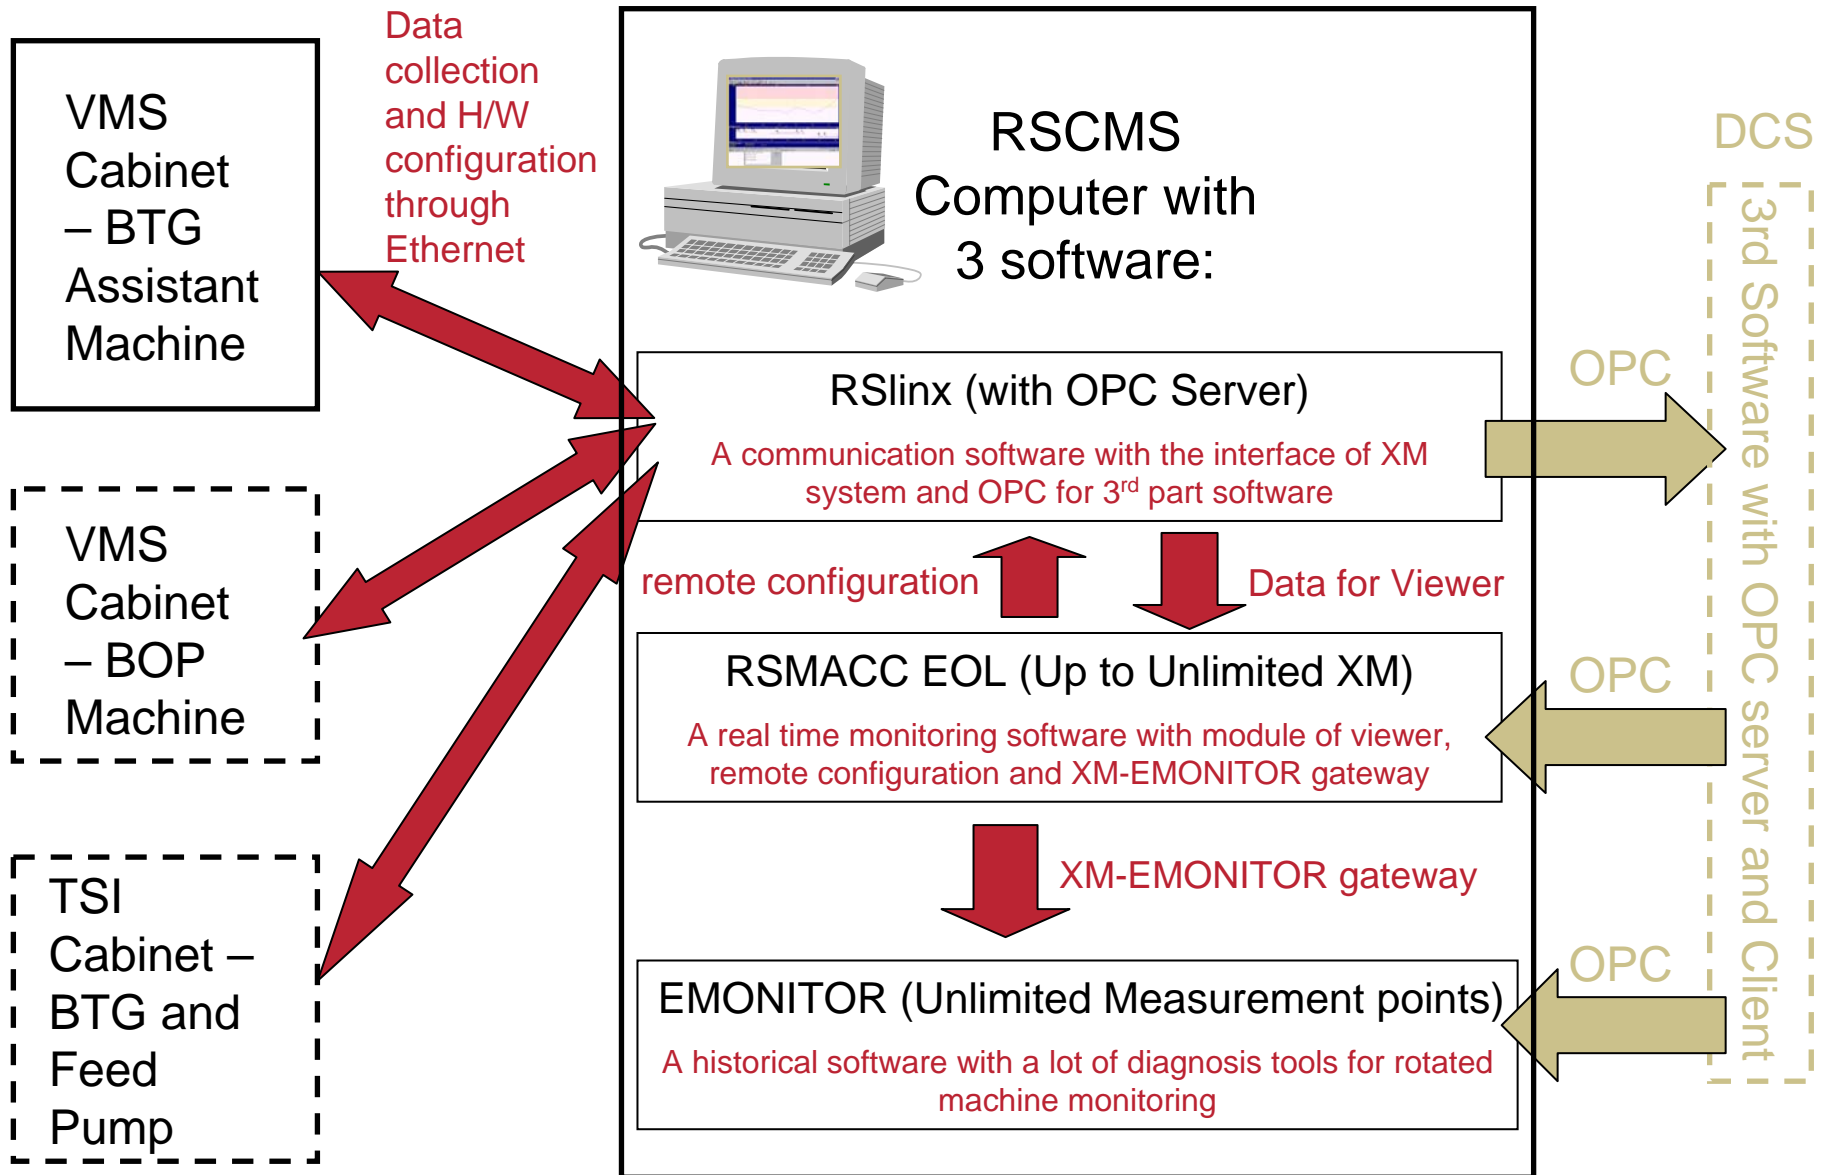 VMS
Cabinet
– BTG
Assistant
Machine
VMS
Cabinet
– BOP
Machine
TSI
Cabinet –
BTG and
Feed
Pump
Data
collection
and H/W
configuration
through
Ethernet
RSCMS
Computer with
3 software:
RSlinx (with OPC Server)
A communication software with the interface of XM
system and OPC for 3rd part software
remote configuration
Data for Viewer
RSMACC EOL (Up to Unlimited XM)
A real time monitoring software with module of viewer,
remote configuration and XM-EMONITOR gateway
XM-EMONITOR gateway
EMONITOR (Unlimited Measurement points)
A historical software with a lot of diagnosis tools for rotated
machine monitoring
OPC
OPC
OPC
DCS
3rd Software with OPC server and Client